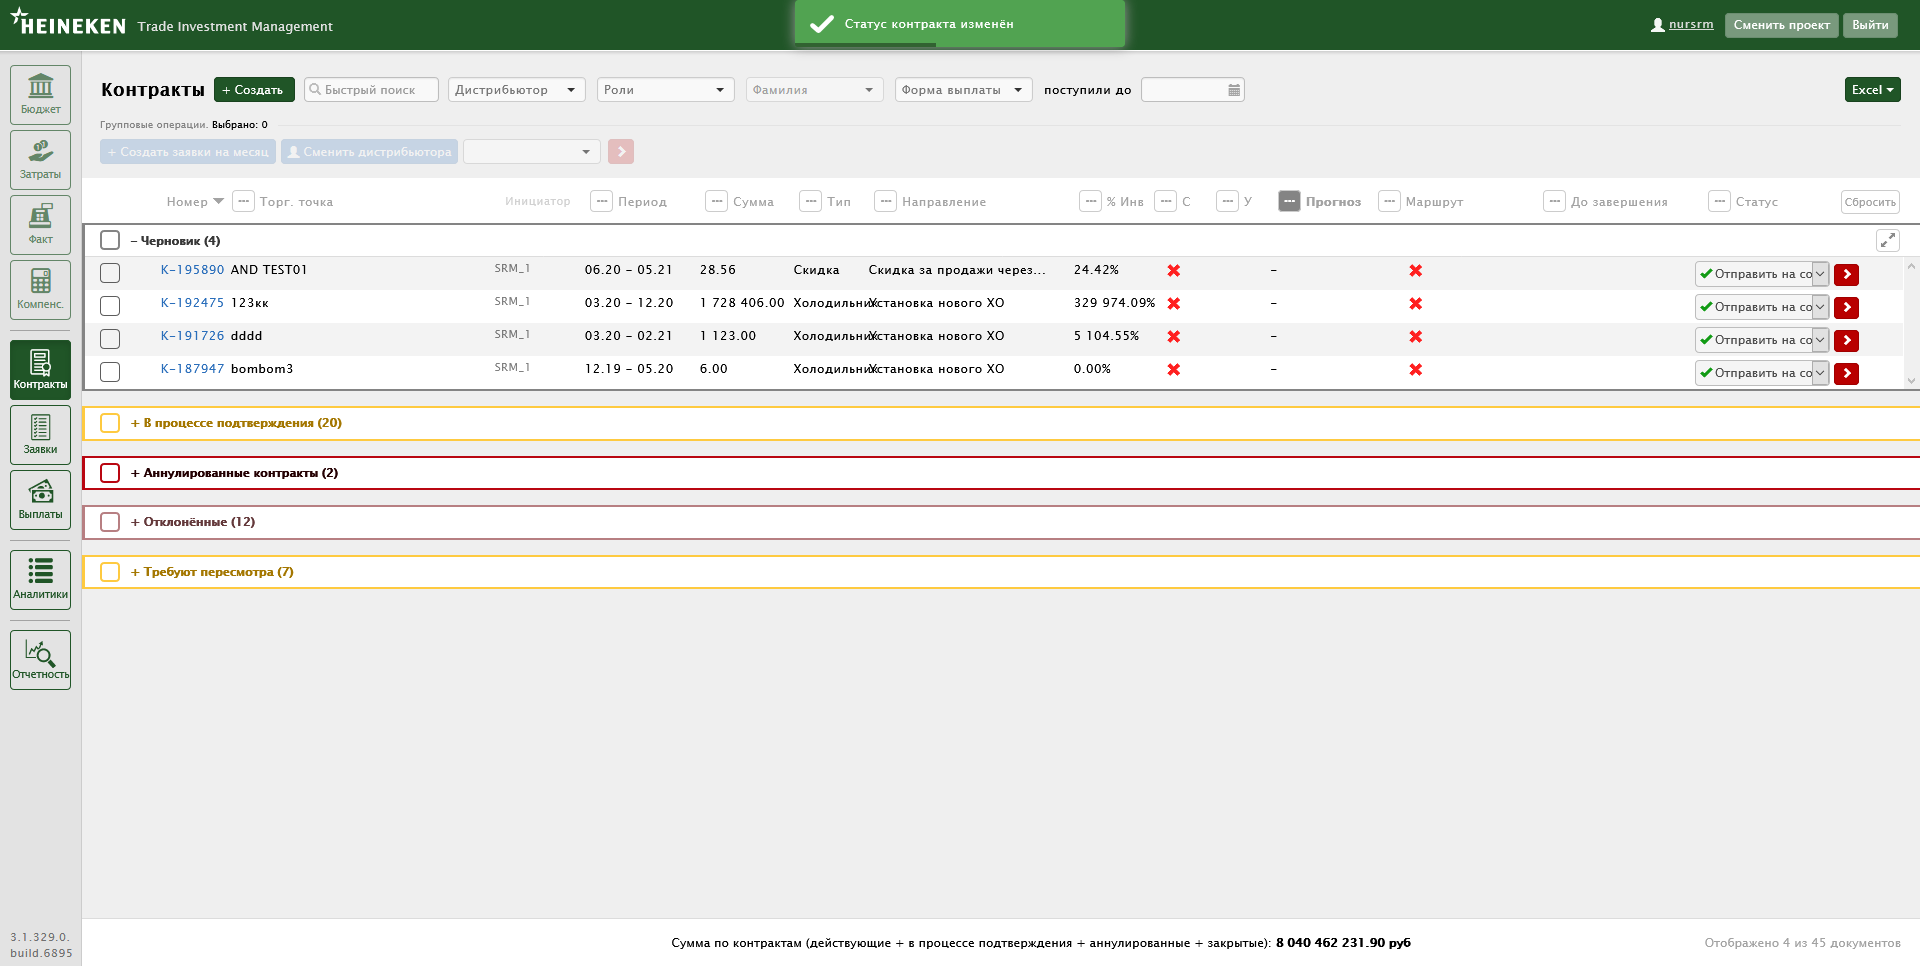 HEINEKEN Trade Investment Management
Статус контракта изменён
nursrm Сменить проект Выйти
Бюджет
Затраты
Факт
Компенс.
Контракты
Заявки
Выплаты
Аналитики
Отчетность
3.1.329.0.
build.6895
Контракты + Создать Быстрый поиск Дистрибьютор Роли Фамилия Форма выплаты поступили до Excel
Групповые операции. Выбрано: 0
+ Создать заявки на месяц Сменить дистрибьютора
Номер --- Торг. точка Инициатор --- Период --- Сумма --- Тип --- Направление --- % Инв --- С --- У --- Прогноз --- Маршрут --- До завершения --- Статус Сбросить
– Черновик (4)
K-195890 AND TEST01 SRM_1 06.20 – 05.21 28.56 Скидка Скидка за продажи через... 24.42% – Отправить на со
K-192475 123кк SRM_1 03.20 – 12.20 1 728 406.00 Холодильник Установка нового ХО 329 974.09% – Отправить на со
K-191726 dddd SRM_1 03.20 – 02.21 1 123.00 Холодильник Установка нового ХО 5 104.55% – Отправить на со
K-187947 bombom3 SRM_1 12.19 – 05.20 6.00 Холодильник Установка нового ХО 0.00% – Отправить на со
+ В процессе подтверждения (20)
+ Аннулированные контракты (2)
+ Отклонённые (12)
+ Требуют пересмотра (7)
Сумма по контрактам (действующие + в процессе подтверждения + аннулированные + закрытые): 8 040 462 231.90 руб
Отображено 4 из 45 документов